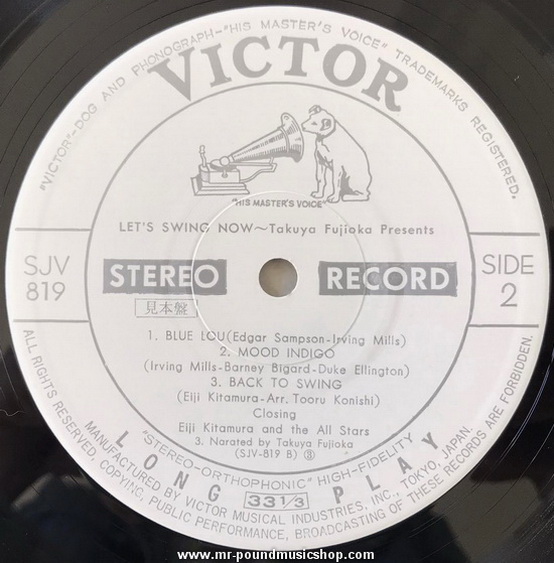 "VICTOR"-DOG AND PHONOGRAPH-"HIS MASTER'S VOICE" TRADEMARKS REGISTERED.
VICTOR
"HIS MASTER'S VOICE"
LET'S SWING NOW~Takuya Fujioka Presents
SJV
819
STEREO
RECORD
SIDE
2
見本盤
1. BLUE LOU(Edgar Sampson-Irving Mills)
2. MOOD INDIGO
(Irving Mills-Barney Bigard-Duke Ellington)
3. BACK TO SWING
(Eiji Kitamura-Arr. Tooru Konishi)
Closing
Eiji Kitamura and the All Stars
3. Narated by Takuya Fujioka
(SJV-819 B) Ⓢ
"STEREO-ORTHOPHONIC" HIGH-FIDELITY
LONG 33 1/3 PLAY
MANUFACTURED BY VICTOR MUSICAL INDUSTRIES, INC., TOKYO, JAPAN.
ALL RIGHTS RESERVED, COPYING, PUBLIC PERFORMANCE, BROADCASTING OF THESE RECORDS ARE FORBIDDEN.
www.mr-poundmusicshop.com